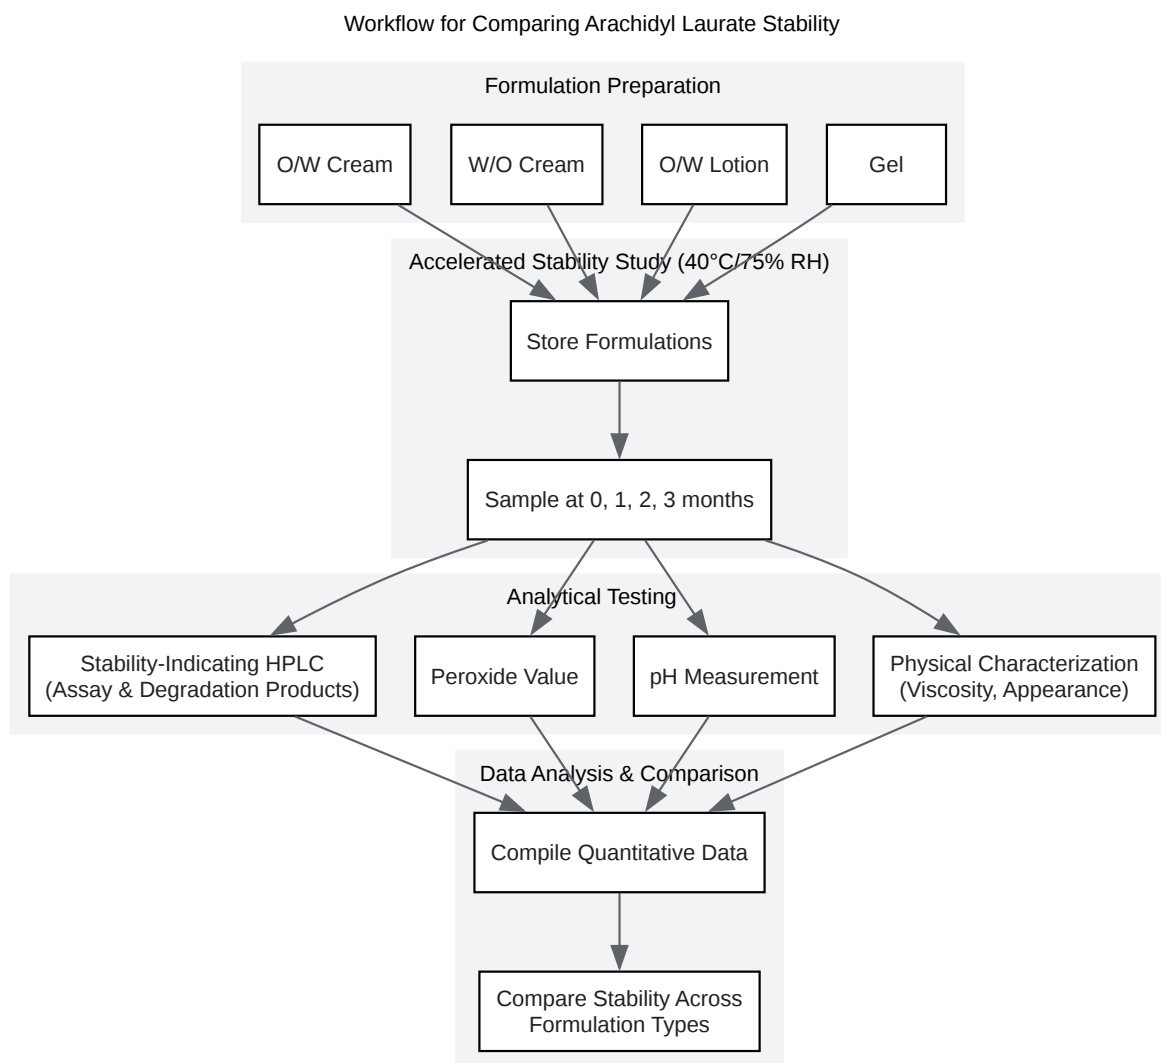 Workflow for Comparing Arachidyl Laurate Stability
Formulation Preparation
O/W Cream
W/O Cream
O/W Lotion
Gel
Accelerated Stability Study (40°C/75% RH)
Store Formulations
Sample at 0, 1, 2, 3 months
Analytical Testing
Stability-Indicating HPLC
(Assay & Degradation Products)
Peroxide Value
pH Measurement
Physical Characterization
(Viscosity, Appearance)
Data Analysis & Comparison
Compile Quantitative Data
Compare Stability Across
Formulation Types